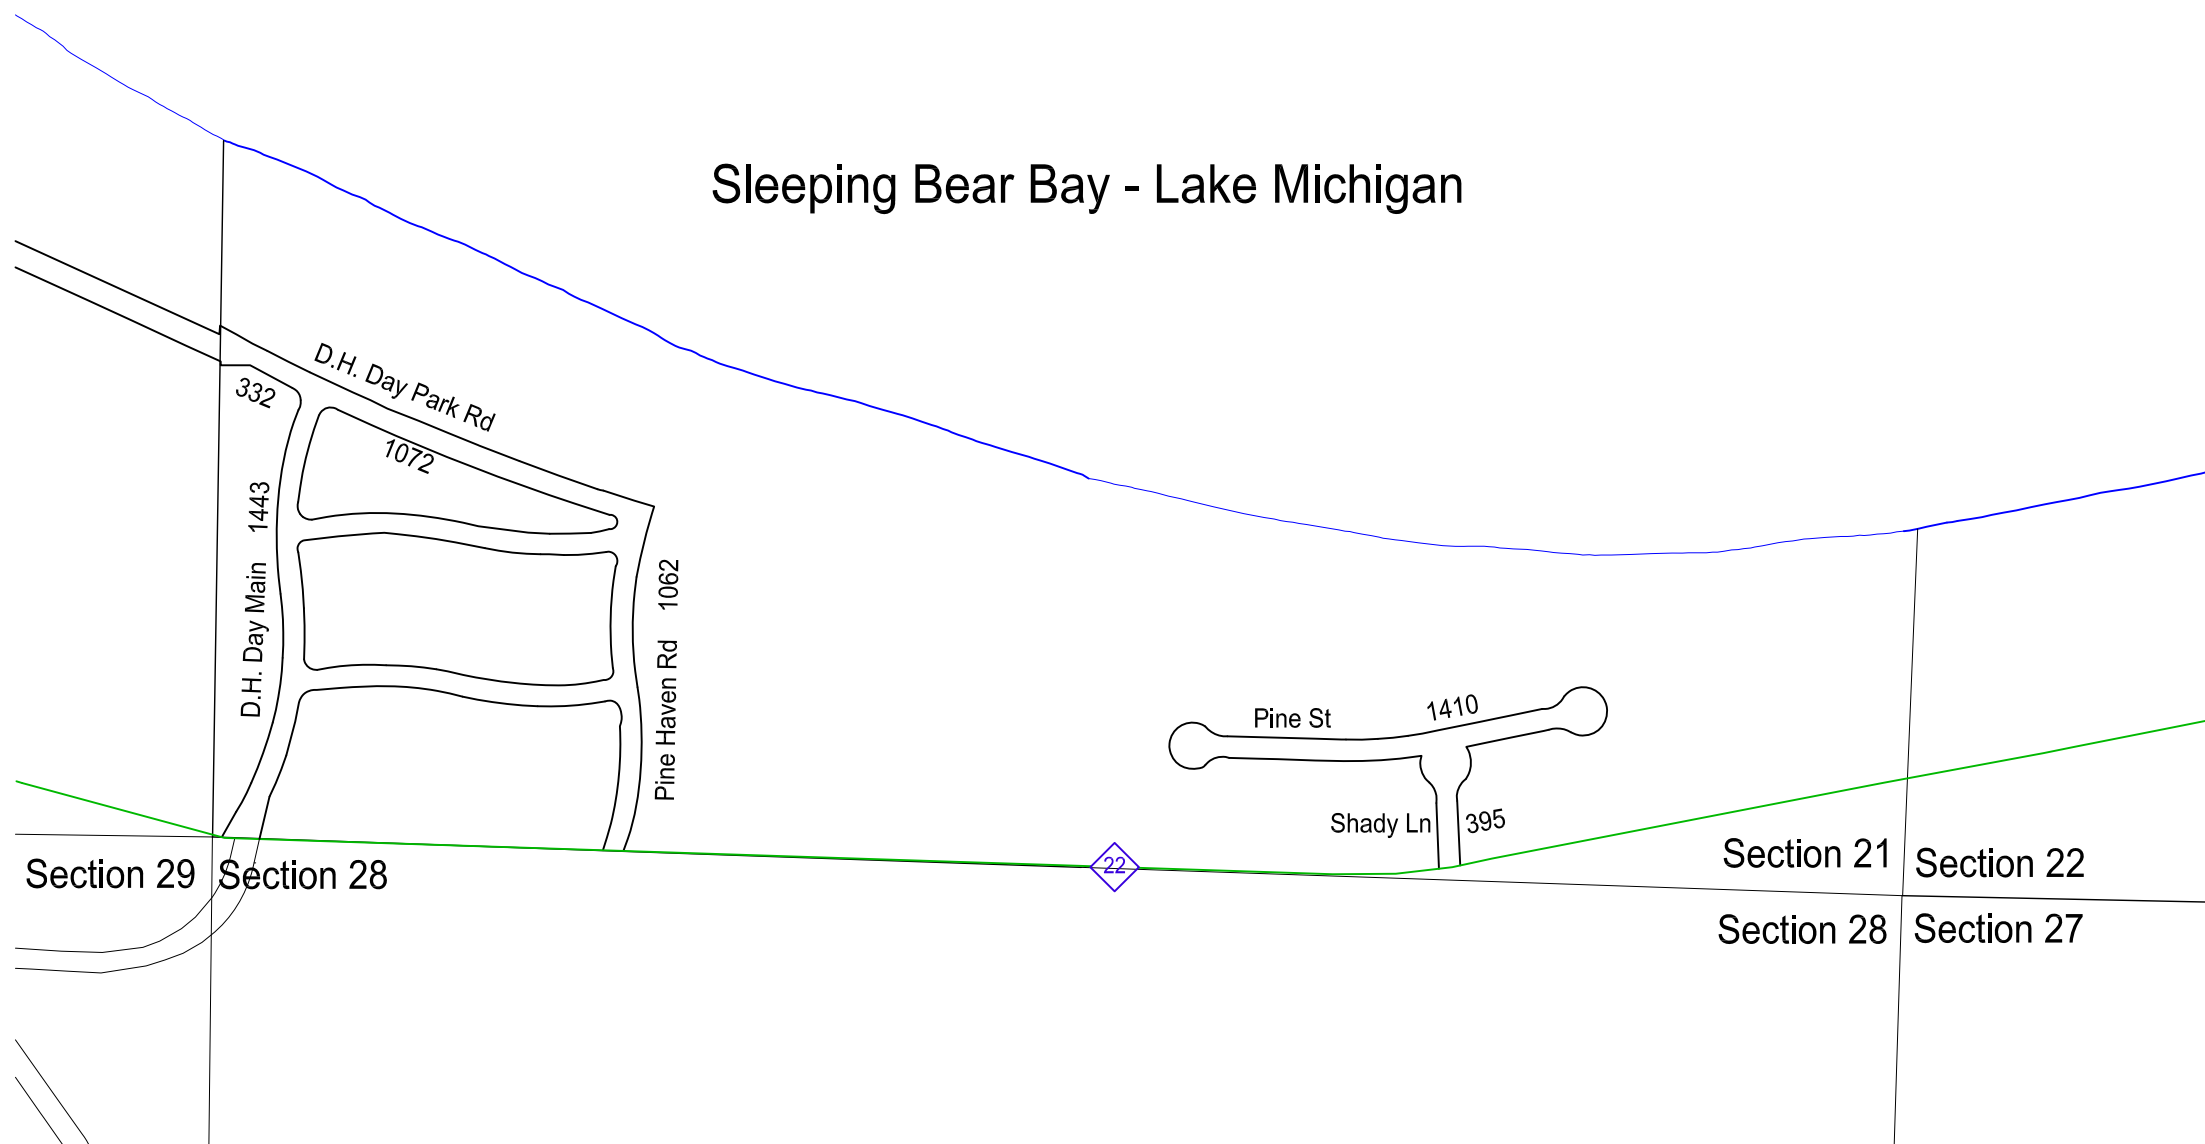 Sleeping Bear Bay - Lake Michigan
D.H. Day Park Rd
332
1072
D.H. Day Main 1443
Pine Haven Rd 1062
Pine St 1410
Shady Ln 395
22
Section 29 Section 28
Section 21 Section 22
Section 28 Section 27